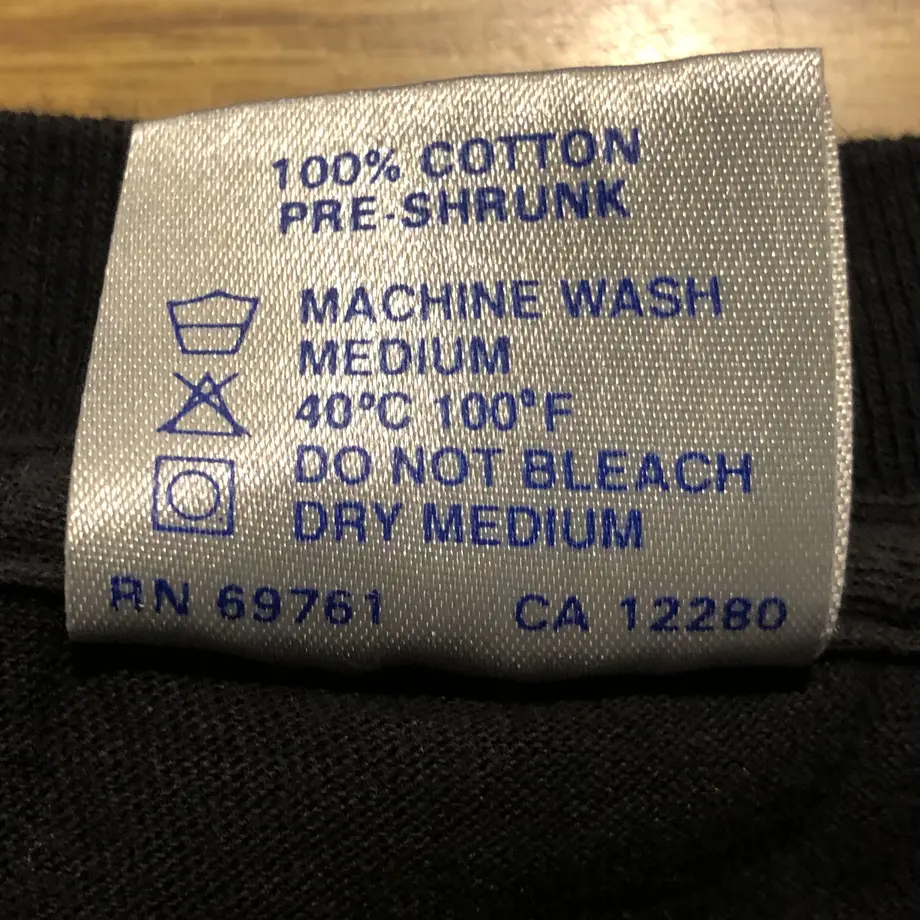 100% COTTON
PRE-SHRUNK
MACHINE WASH
MEDIUM
40°C 100°F
DO NOT BLEACH
DRY MEDIUM
RN 69761 CA 12280